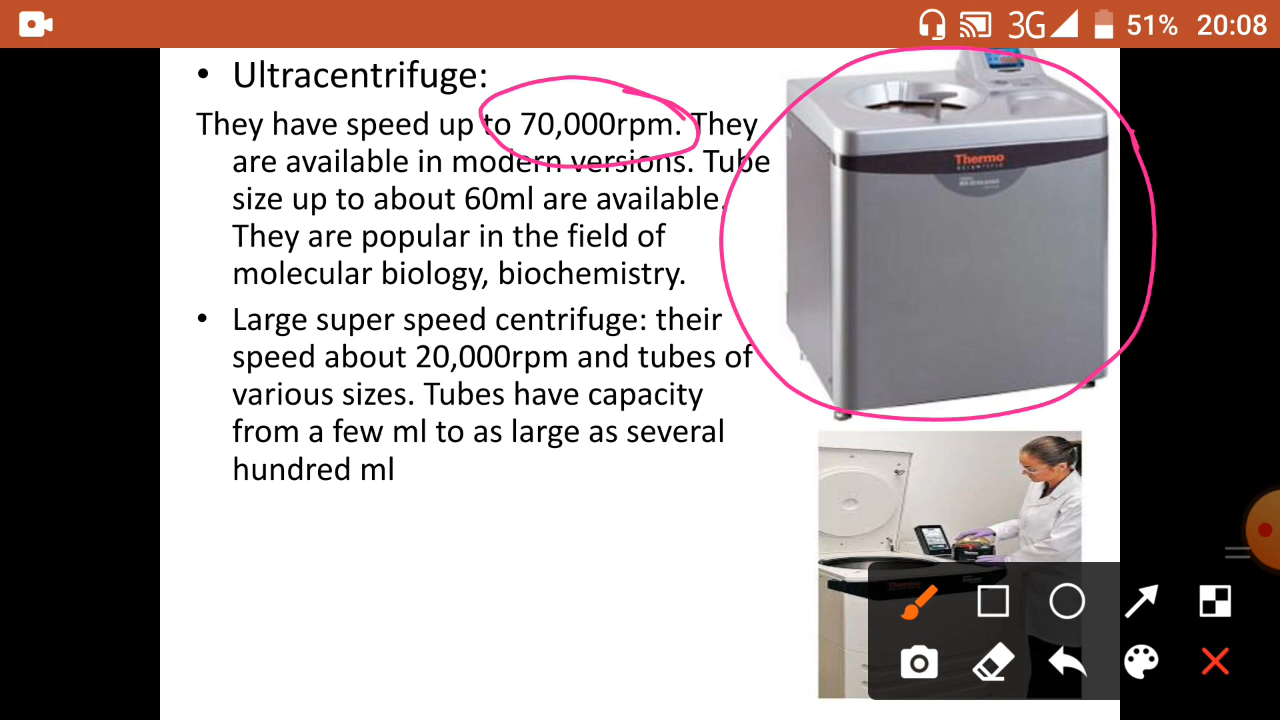 3G 51% 20:08
• Ultracentrifuge:
They have speed up to 70,000rpm. They
are available in modern versions. Tube
size up to about 60ml are available.
They are popular in the field of
molecular biology, biochemistry.
• Large super speed centrifuge: their
speed about 20,000rpm and tubes of
various sizes. Tubes have capacity
from a few ml to as large as several
hundred ml
Thermo
SCIENTIFIC
Thermo